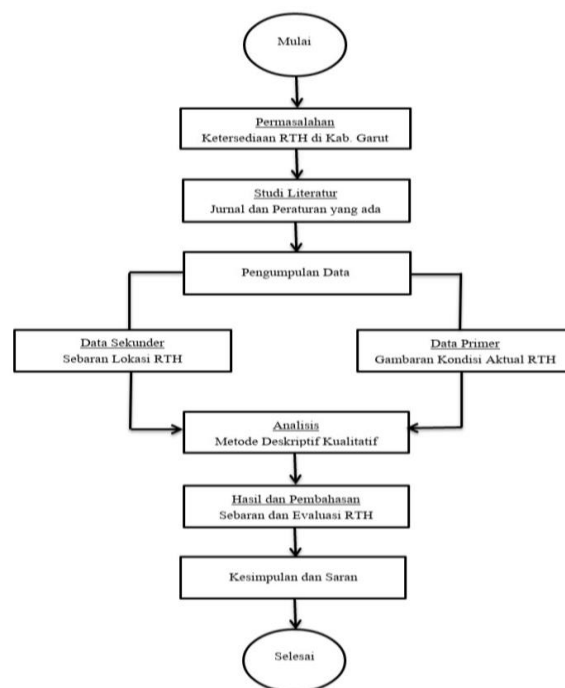 Mulai
Permasalahan
Ketersediaan RTH di Kab. Garut
Studi Literatur
Jurnal dan Peraturan yang ada
Pengumpulan Data
Data Sekunder
Sebaran Lokasi RTH
Data Primer
Gambaran Kondisi Aktual RTH
Analisis
Metode Deskriptif Kualitatif
Hasil dan Pembahasan
Sebaran dan Evaluasi RTH
Kesimpulan dan Saran
Selesai